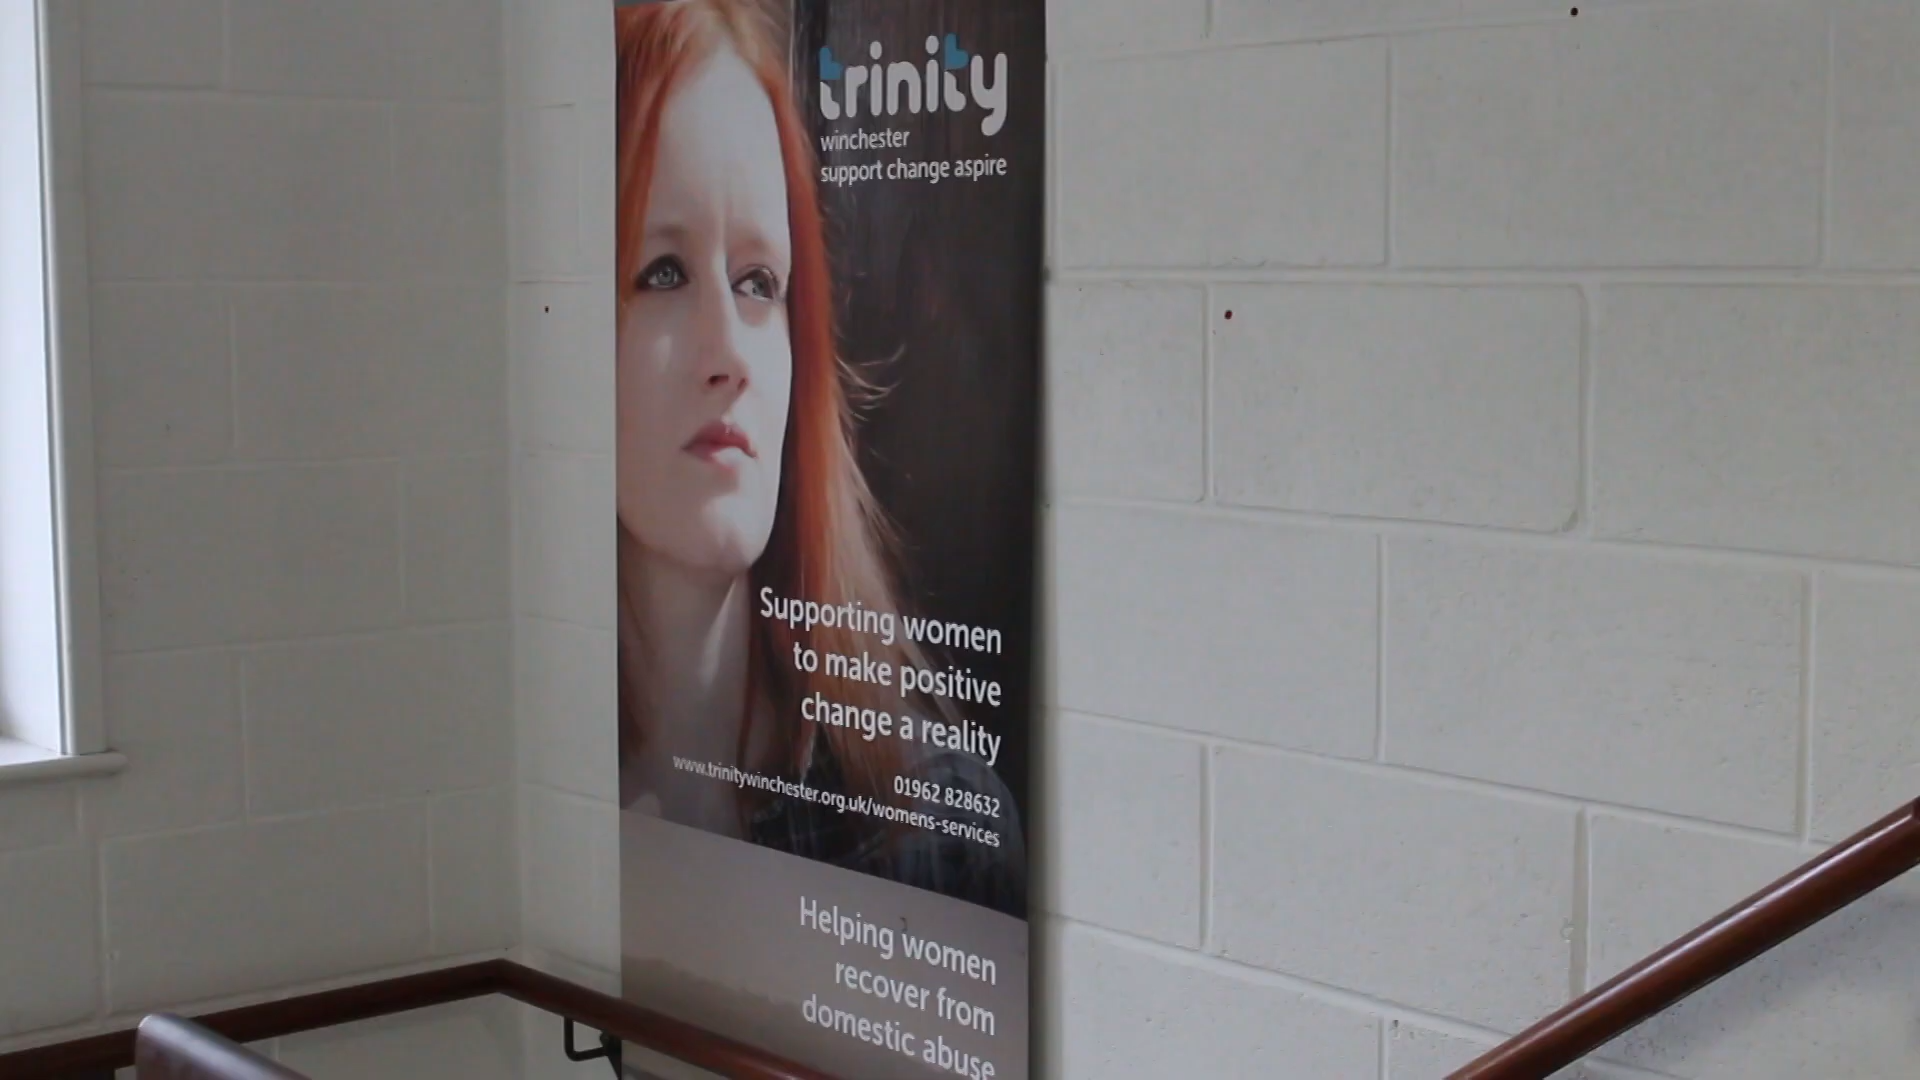 trinity
winchester
support change aspire
Supporting women
to make positive
change a reality
01962 828632
www.trinitywinchester.org.uk/womens-services
Helping women
recover from
domestic abuse